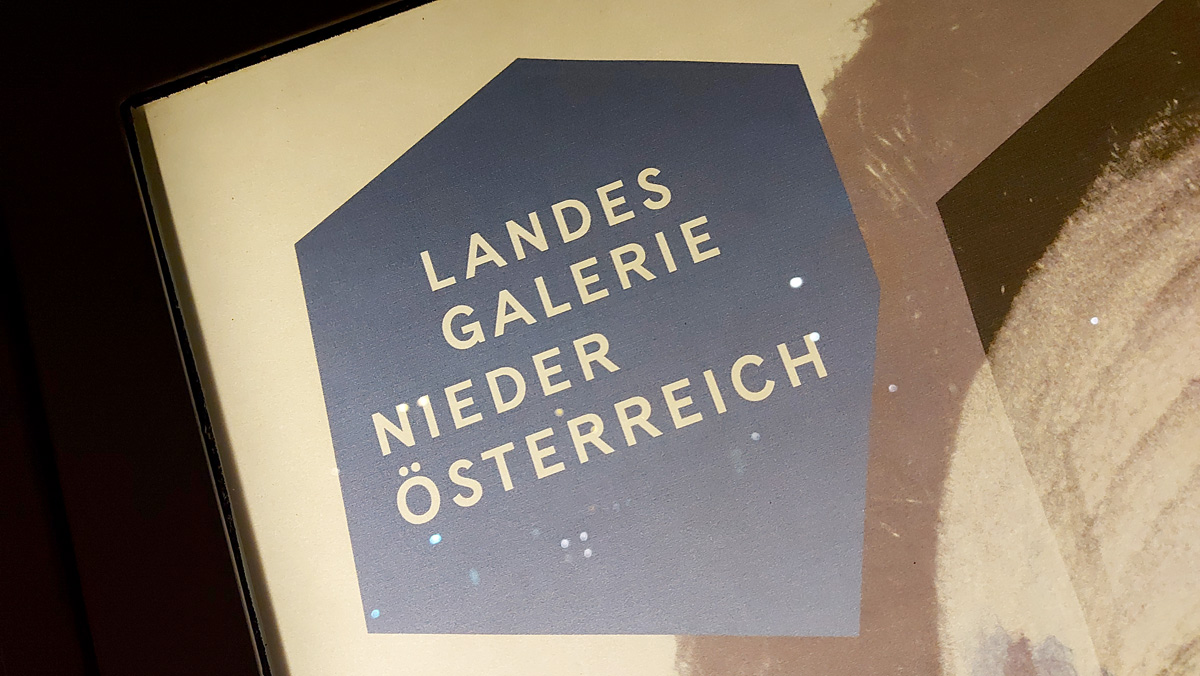 LANDES
GALERIE
NIEDER
ÖSTERREICH